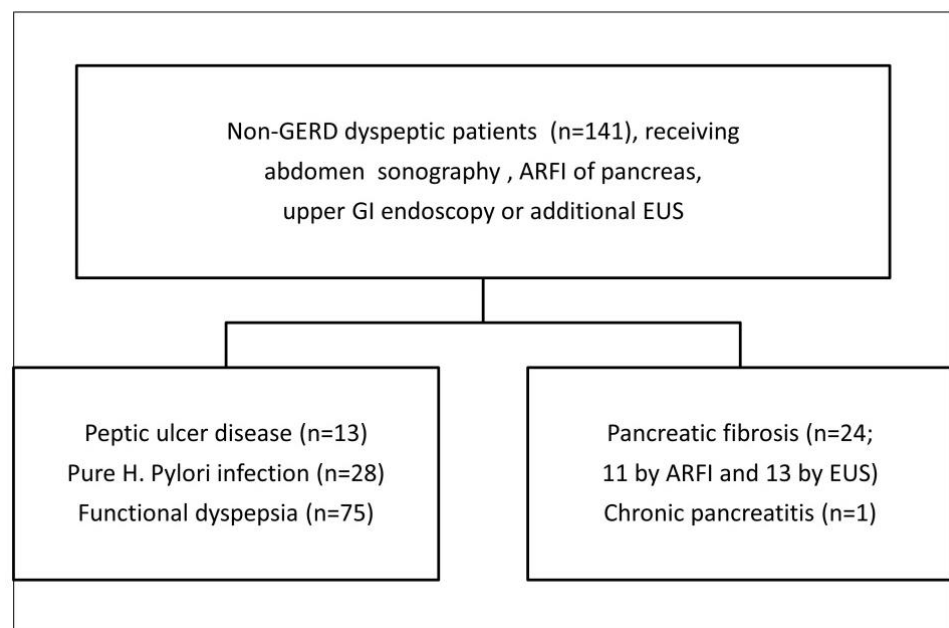 Non-GERD dyspeptic patients (n=141), receiving
abdomen sonography , ARFI of pancreas,
upper GI endoscopy or additional EUS
Peptic ulcer disease (n=13)
Pure H. Pylori infection (n=28)
Functional dyspepsia (n=75)
Pancreatic fibrosis (n=24;
11 by ARFI and 13 by EUS)
Chronic pancreatitis (n=1)